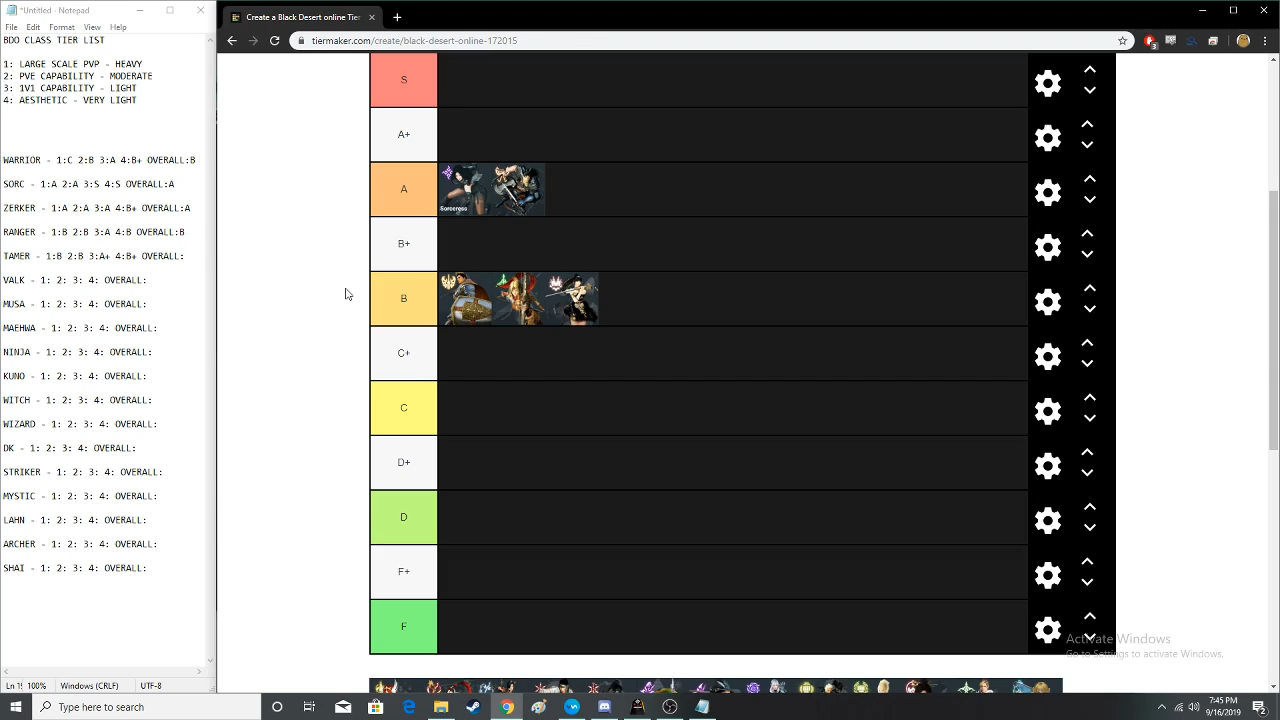 *Untitled - Notepad
File Edit Format View Help
BDO CLASS TIER LIST
1: LARGE SCALE PVP - HEAVY
2: PVE CAPABILITY - MODERATE
3: 1V1 CAPABILITY - LIGHT
4: AESTHETIC - VERY LIGHT
WARRIOR - 1:C 2:B 3:A 4:B+ OVERALL:B
SORC - 1:A 2:A 3:S 4:S OVERALL:A
ZERKER - 1:A 2:A 3:A 4:B+ OVERALL:A
RANGER - 1:B 2:B 3:A 4:B OVERALL:B
TAMER - 1:B 2:B 3:A+ 4:B+ OVERALL:
VALK - 1: 2: 3: 4: OVERALL:
MUSA - 1: 2: 3: 4: OVERALL:
MAEHWA - 1: 2: 3: 4: OVERALL:
NINJA - 1: 2: 3: 4: OVERALL:
KUNO - 1: 2: 3: 4: OVERALL:
WITCH - 1: 2: 3: 4: OVERALL:
WIZARD - 1: 2: 3: 4: OVERALL:
DK - 1: 2: 3: 4: OVERALL:
STRIKER - 1: 2: 3: 4: OVERALL:
MYSTIC - 1: 2: 3: 4: OVERALL:
LAHN - 1: 2: 3: 4: OVERALL:
ARCHER - 1: 2: 3: 4: OVERALL:
SHAI - 1: 2: 3: 4: OVERALL:
Ln 1; 100% Windows (CRLF) UTF-8
Create a Black Desert online Tier
tiermaker.com/create/black-desert-online-172015
3
S
A+
A
Sorceress
B+
B
C+
C
D+
D
F+
F
Activate Windows
Go to Settings to activate Windows.
Type here to search
7:45 PM
9/16/2019
2